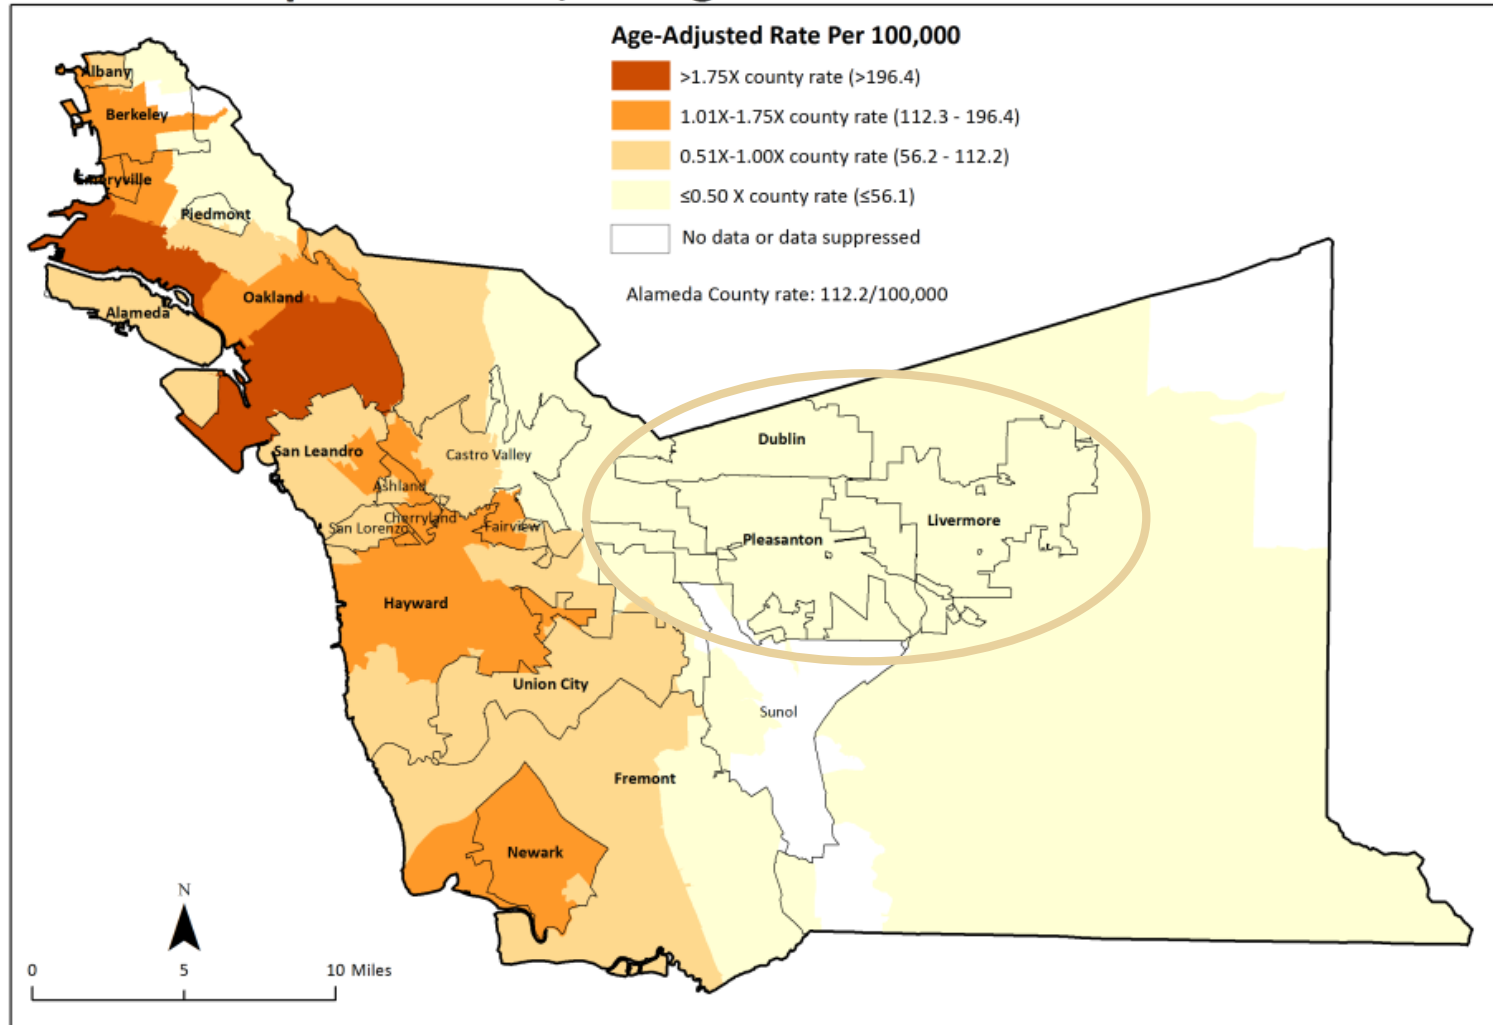 Age-Adjusted Rate Per 100,000
>1.75X county rate (>196.4)
1.01X-1.75X county rate (112.3 - 196.4)
0.51X-1.00X county rate (56.2 - 112.2)
≤0.50 X county rate (≤56.1)
No data or data suppressed
Alameda County rate: 112.2/100,000
Albany
Berkeley
Emeryville
Piedmont
Oakland
Alameda
San Leandro
Castro Valley
Ashland
Cherryland
San Lorenzo
Fairview
Dublin
Livermore
Pleasanton
Hayward
Union City
Sunol
Fremont
Newark
N
0 5 10 Miles